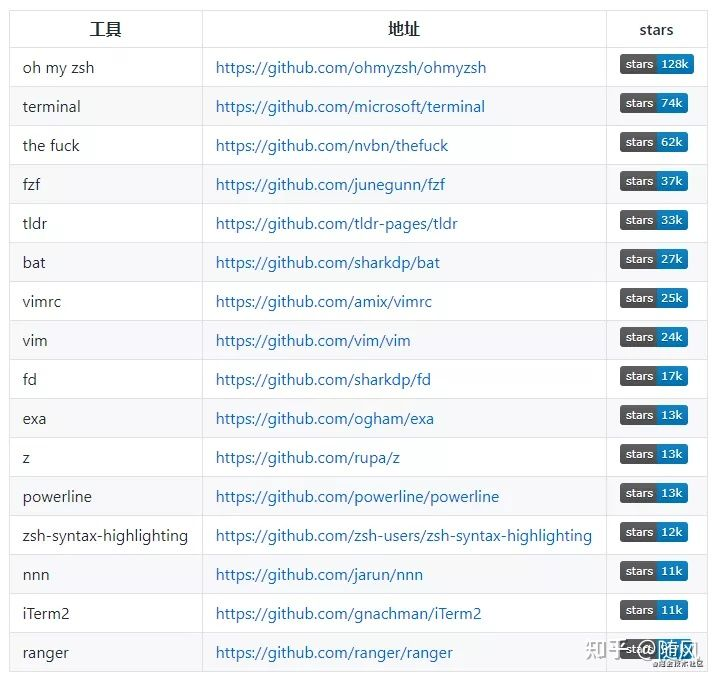 工具 地址 stars
oh my zsh https://github.com/ohmyzsh/ohmyzsh stars 128k
terminal https://github.com/microsoft/terminal stars 74k
the fuck https://github.com/nvbn/thefuck stars 62k
fzf https://github.com/junegunn/fzf stars 37k
tldr https://github.com/tldr-pages/tldr stars 33k
bat https://github.com/sharkdp/bat stars 27k
vimrc https://github.com/amix/vimrc stars 25k
vim https://github.com/vim/vim stars 24k
fd https://github.com/sharkdp/fd stars 17k
exa https://github.com/ogham/exa stars 13k
z https://github.com/rupa/z stars 13k
powerline https://github.com/powerline/powerline stars 13k
zsh-syntax-highlighting https://github.com/zsh-users/zsh-syntax-highlighting stars 12k
nnn https://github.com/jarun/nnn stars 11k
iTerm2 https://github.com/gnachman/iTerm2 stars 11k
ranger https://github.com/ranger/ranger stars
知乎 @随风